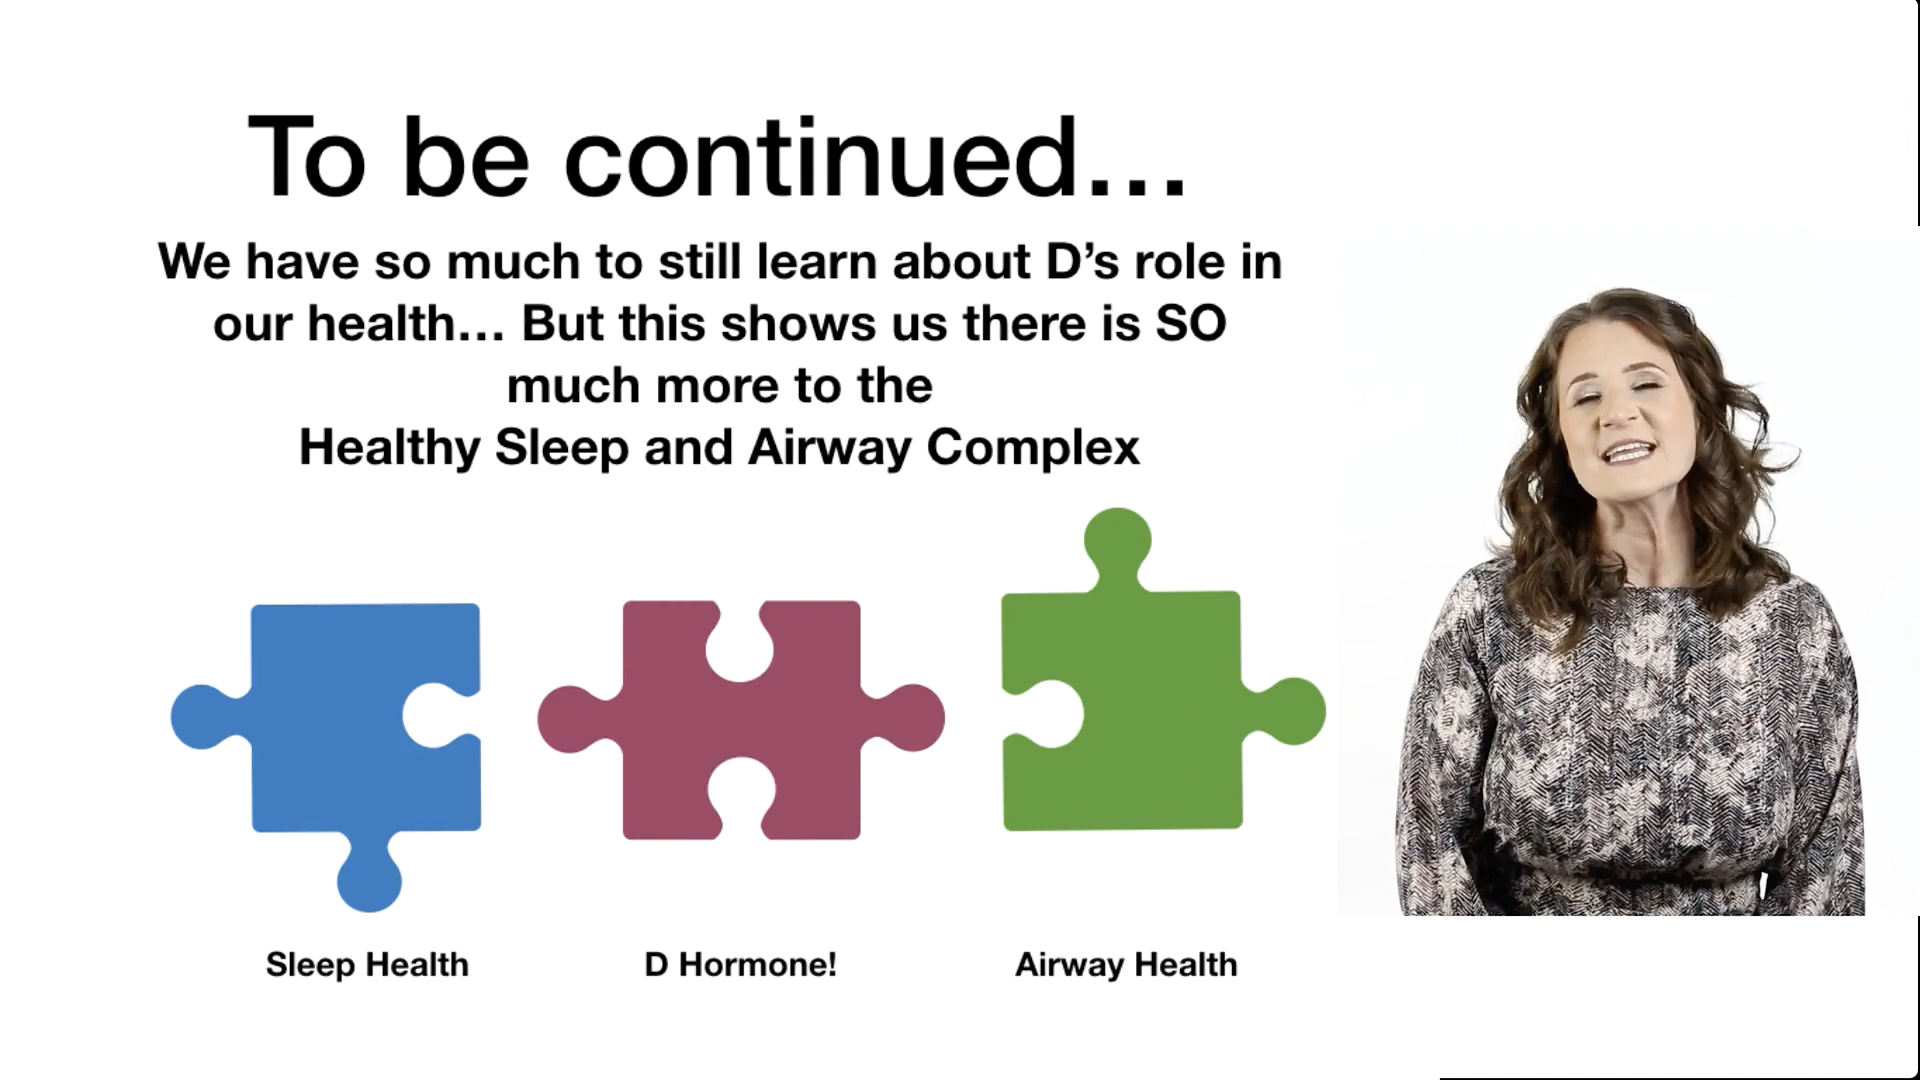 To be continued…
We have so much to still learn about D’s role in
our health… But this shows us there is SO
much more to the
Healthy Sleep and Airway Complex
Sleep Health
D Hormone!
Airway Health